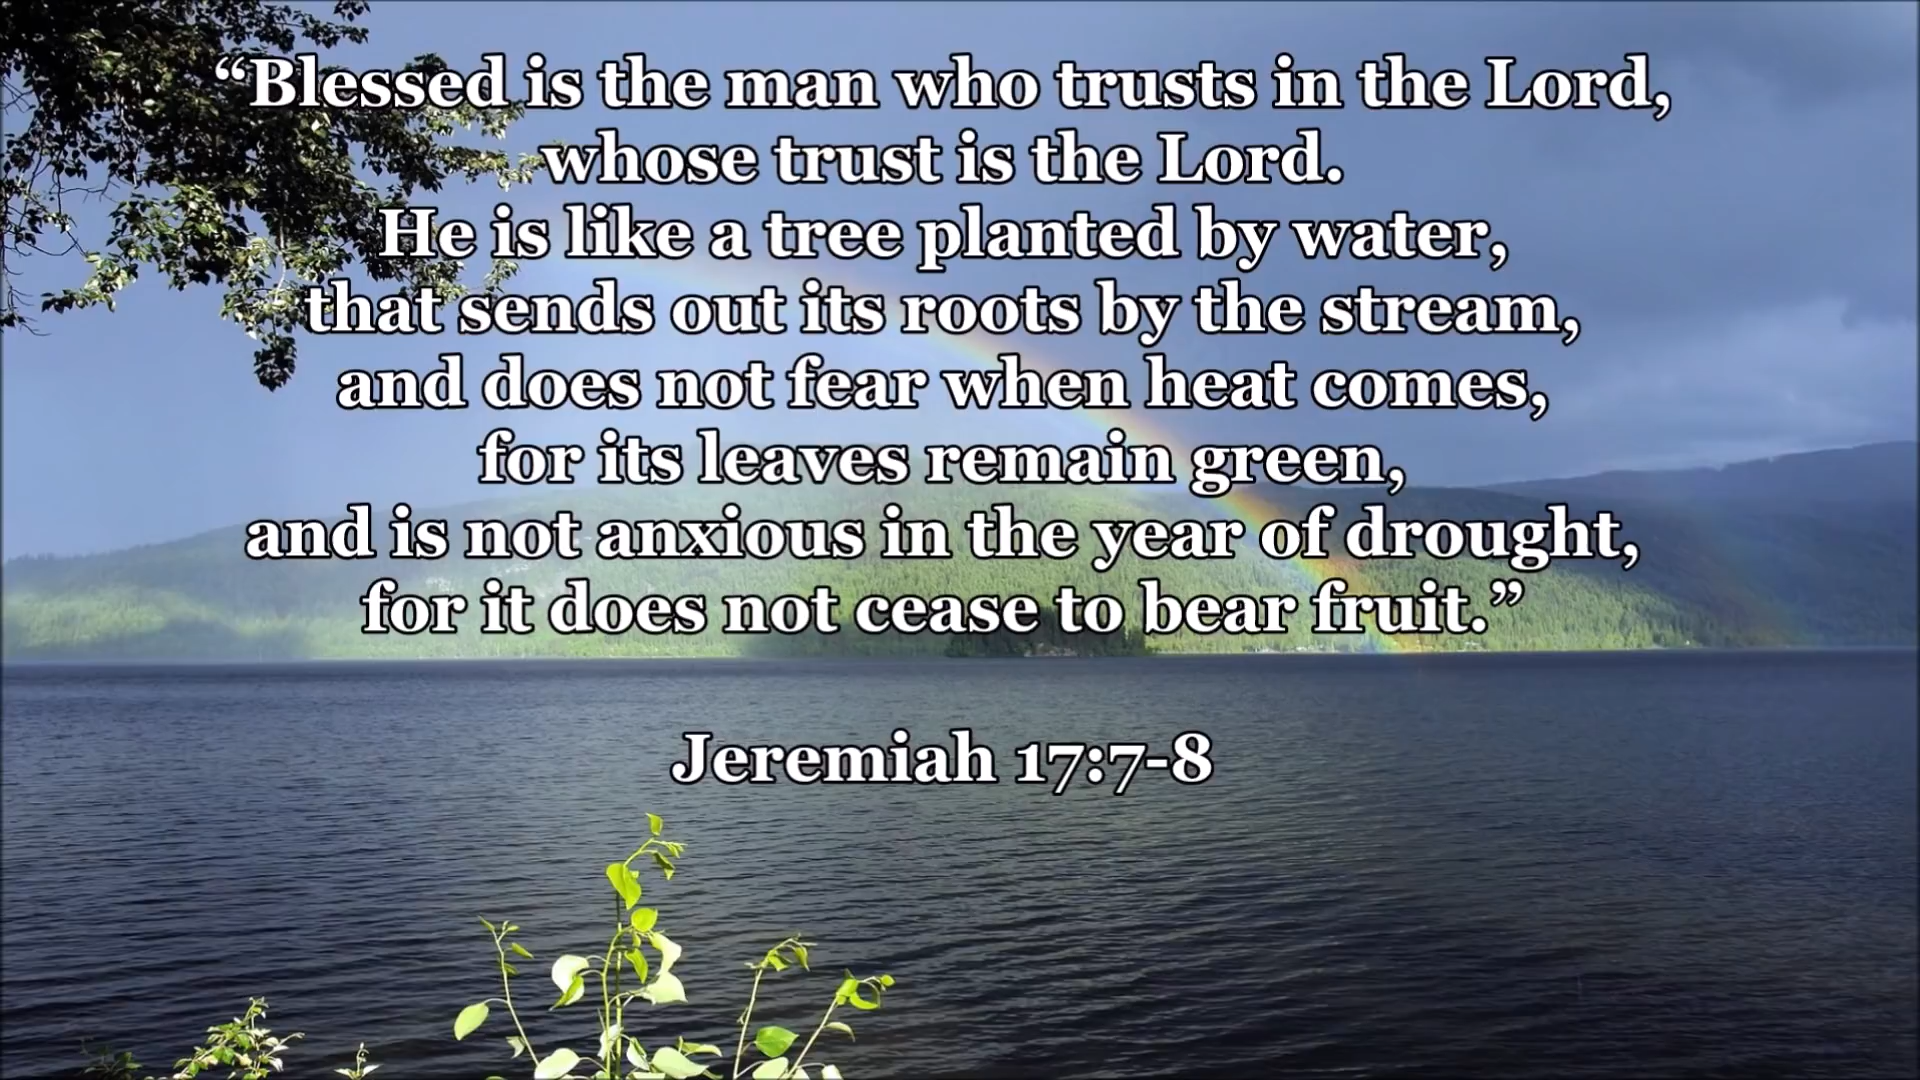 “Blessed is the man who trusts in the Lord,
whose trust is the Lord.
He is like a tree planted by water,
that sends out its roots by the stream,
and does not fear when heat comes,
for its leaves remain green,
and is not anxious in the year of drought,
for it does not cease to bear fruit.”
Jeremiah 17:7-8